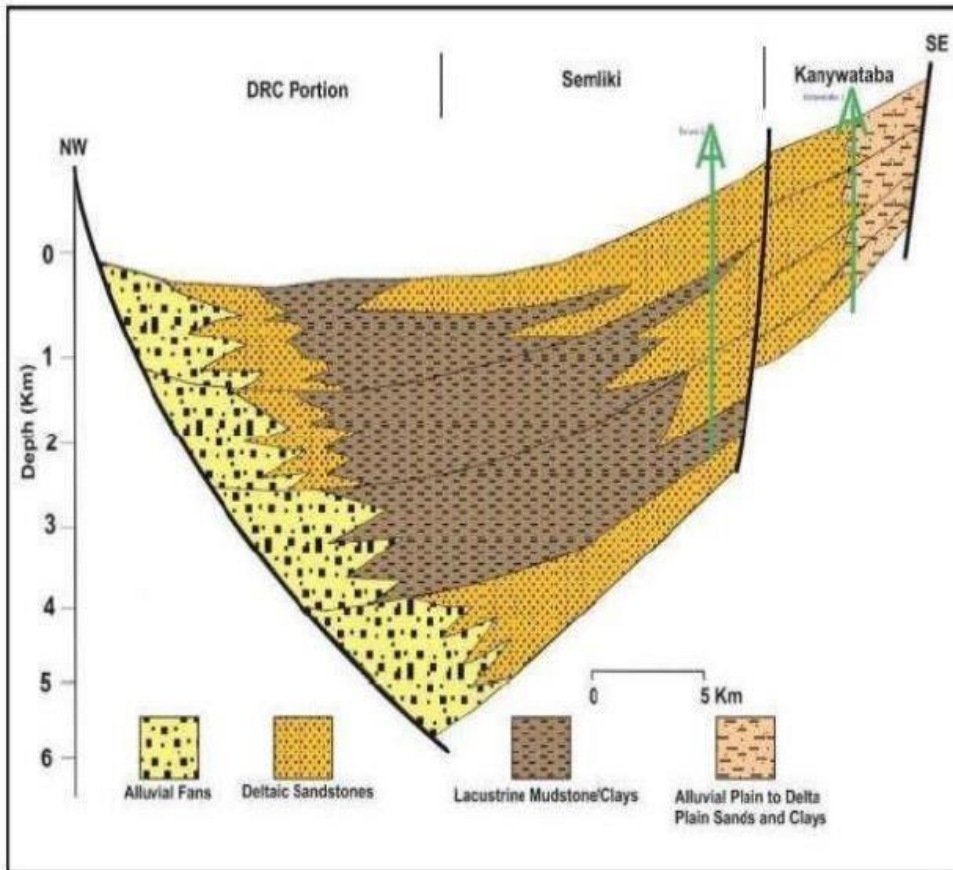 SE
DRC Portion
Semliki
Kanywataba
NW
0
1
2
3
4
5
6
Depth (Km)
0 5 Km
Alluvial Fans
Deltaic Sandstones
Lacustrine Mudstone/Clays
Alluvial Plain to Delta
Plain Sands and Clays